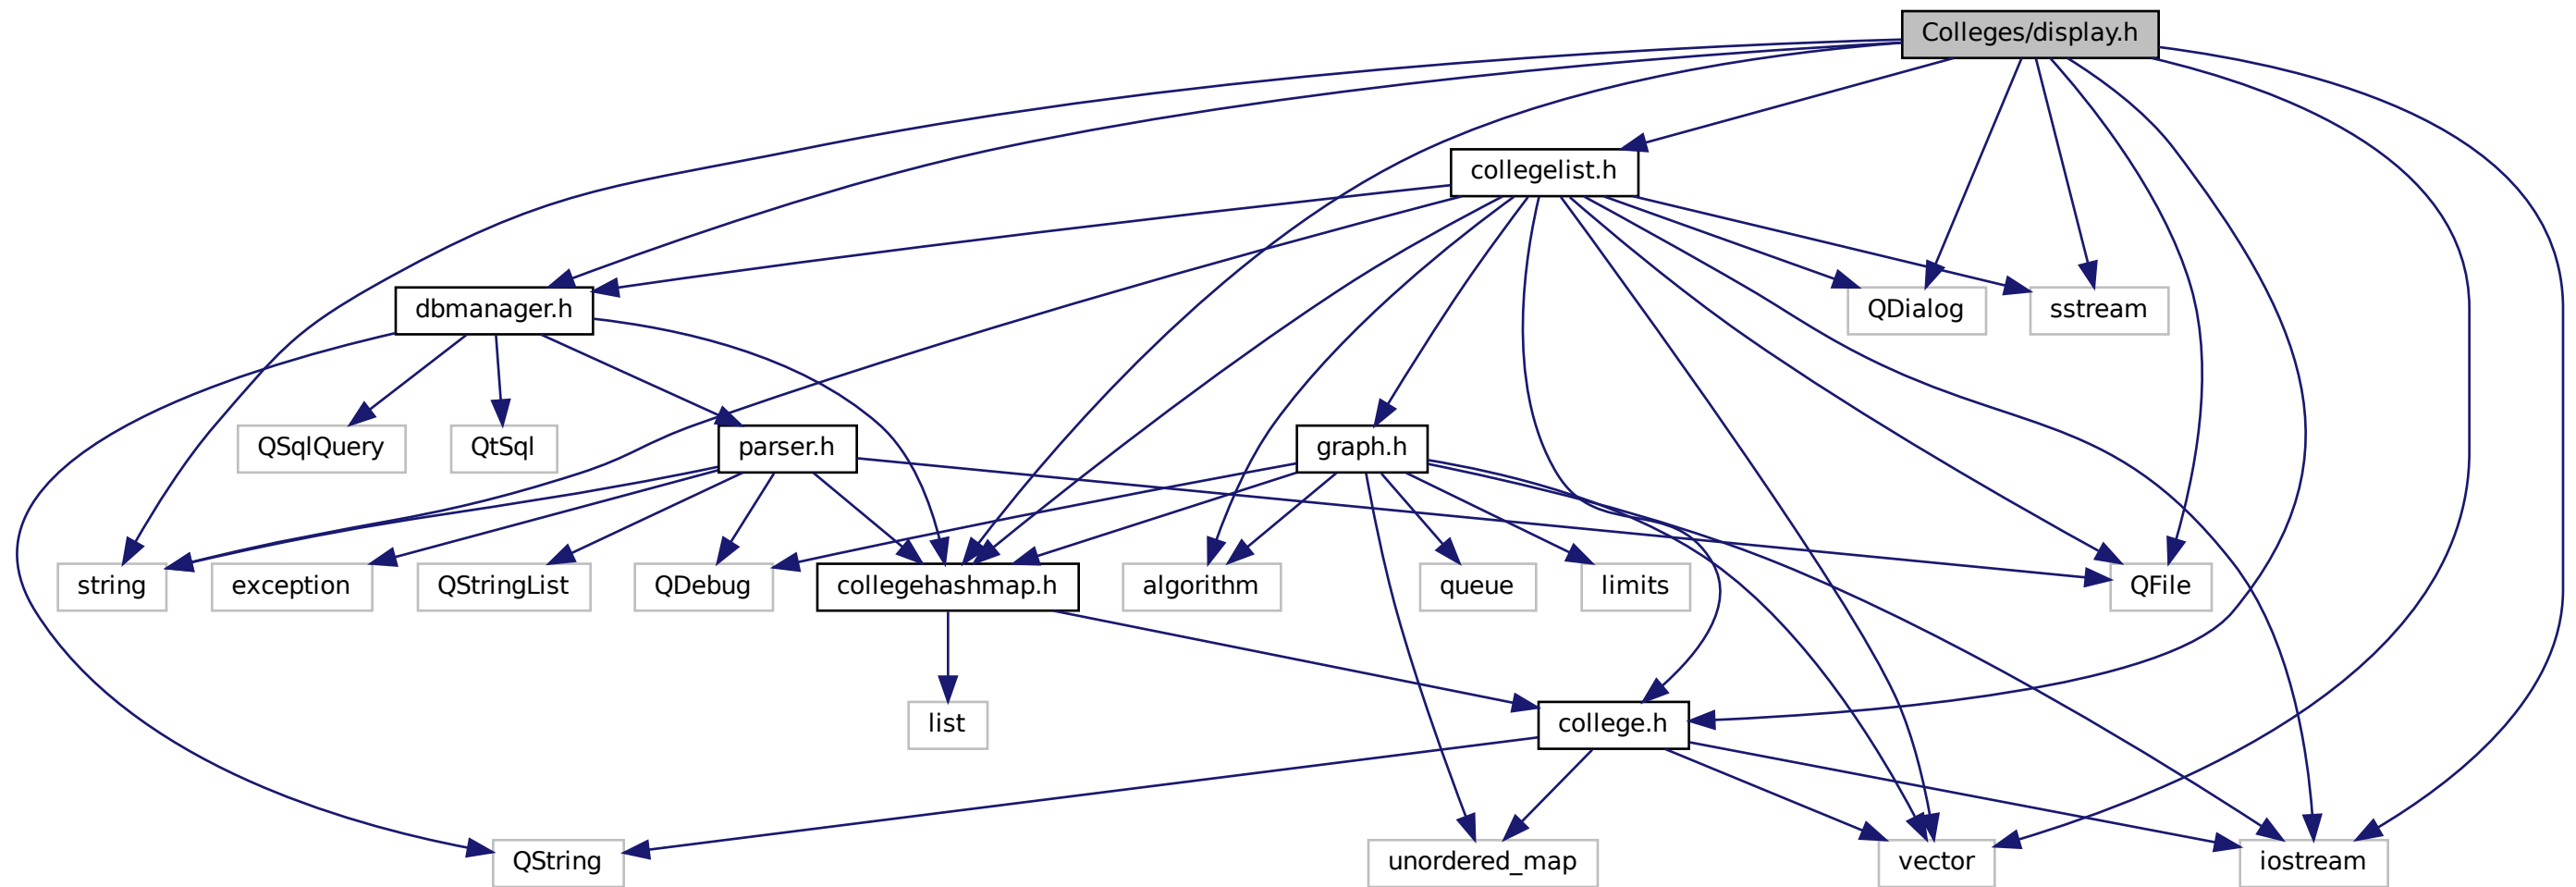 Colleges/display.h
collegelist.h
dbmanager.h
QDialog
sstream
QSqlQuery
QtSql
parser.h
graph.h
string
exception
QStringList
QDebug
collegehashmap.h
algorithm
queue
limits
QFile
list
college.h
QString
unordered_map
vector
iostream